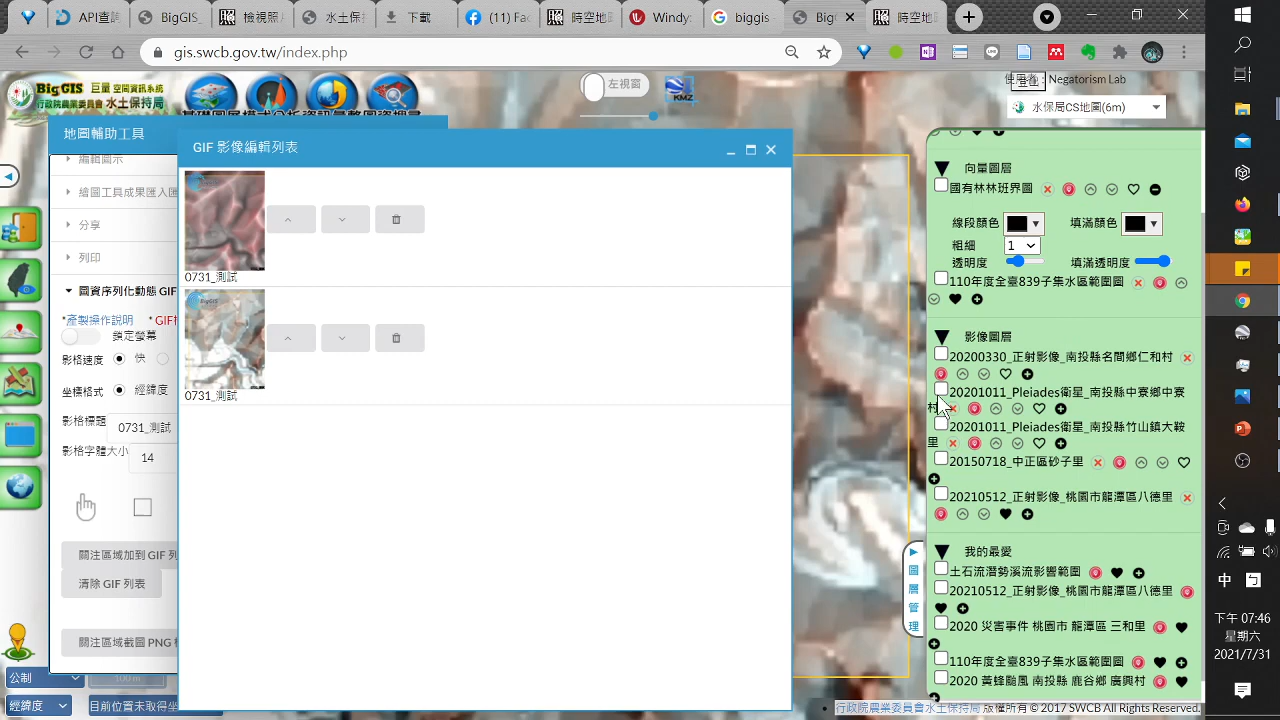 API查詢
BigGIS
檢視照
水土保
下載
(11) Fac
時空地
Windy:
biggis
Big
時空地
gis.swcb.gov.tw/index.php
BigGIS 巨量空間資訊系統
行政院農業委員會 水土保持局
左視窗
KMZ
Negatorism Lab
水保局CS地圖(6m)
地圖輔助工具
編輯圖示
繪圖工具成果匯入匯
分享
列印
圖資序列化動態 GIF
*產製操作說明 * GIF
鎖定螢幕
影格速度 快
坐標格式 經緯度
影格標題 0731_測試
影格字體大小 14
關注區域加到 GIF 列
清除 GIF 列表
關注區域截圖 PNG
GIF 影像編輯列表
BigGIS
0731_測試
BigGIS
0731_測試
向量圖層
國有林林班界圖
線段顏色 填滿顏色
粗細 1
透明度 填滿透明度
110年度全臺839子集水區範圍圖
影像圖層
20200330_正射影像_南投縣名間鄉仁和村
20201011_Pleiades衛星_南投縣中寮鄉中寮
村
20201011_Pleiades衛星_南投縣竹山鎮大鞍
里
20150718_中正區砂子里
20210512_正射影像_桃園市龍潭區八德里
我的最愛
土石流潛勢溪流影響範圍
20210512_正射影像_桃園市龍潭區八德里
2020 災害事件 桃園市 龍潭區 三和里
110年度全臺839子集水區範圍圖
2020 黃蜂颱風 南投縣 鹿谷鄉 廣興村
圖層管理
公制 100 m
經緯度 目前位置未取得坐
行政院農業委員會水土保持局 版權所有 © 2017 SWCB All Rights Reserved.
中
下午 07:46
星期六
2021/7/31